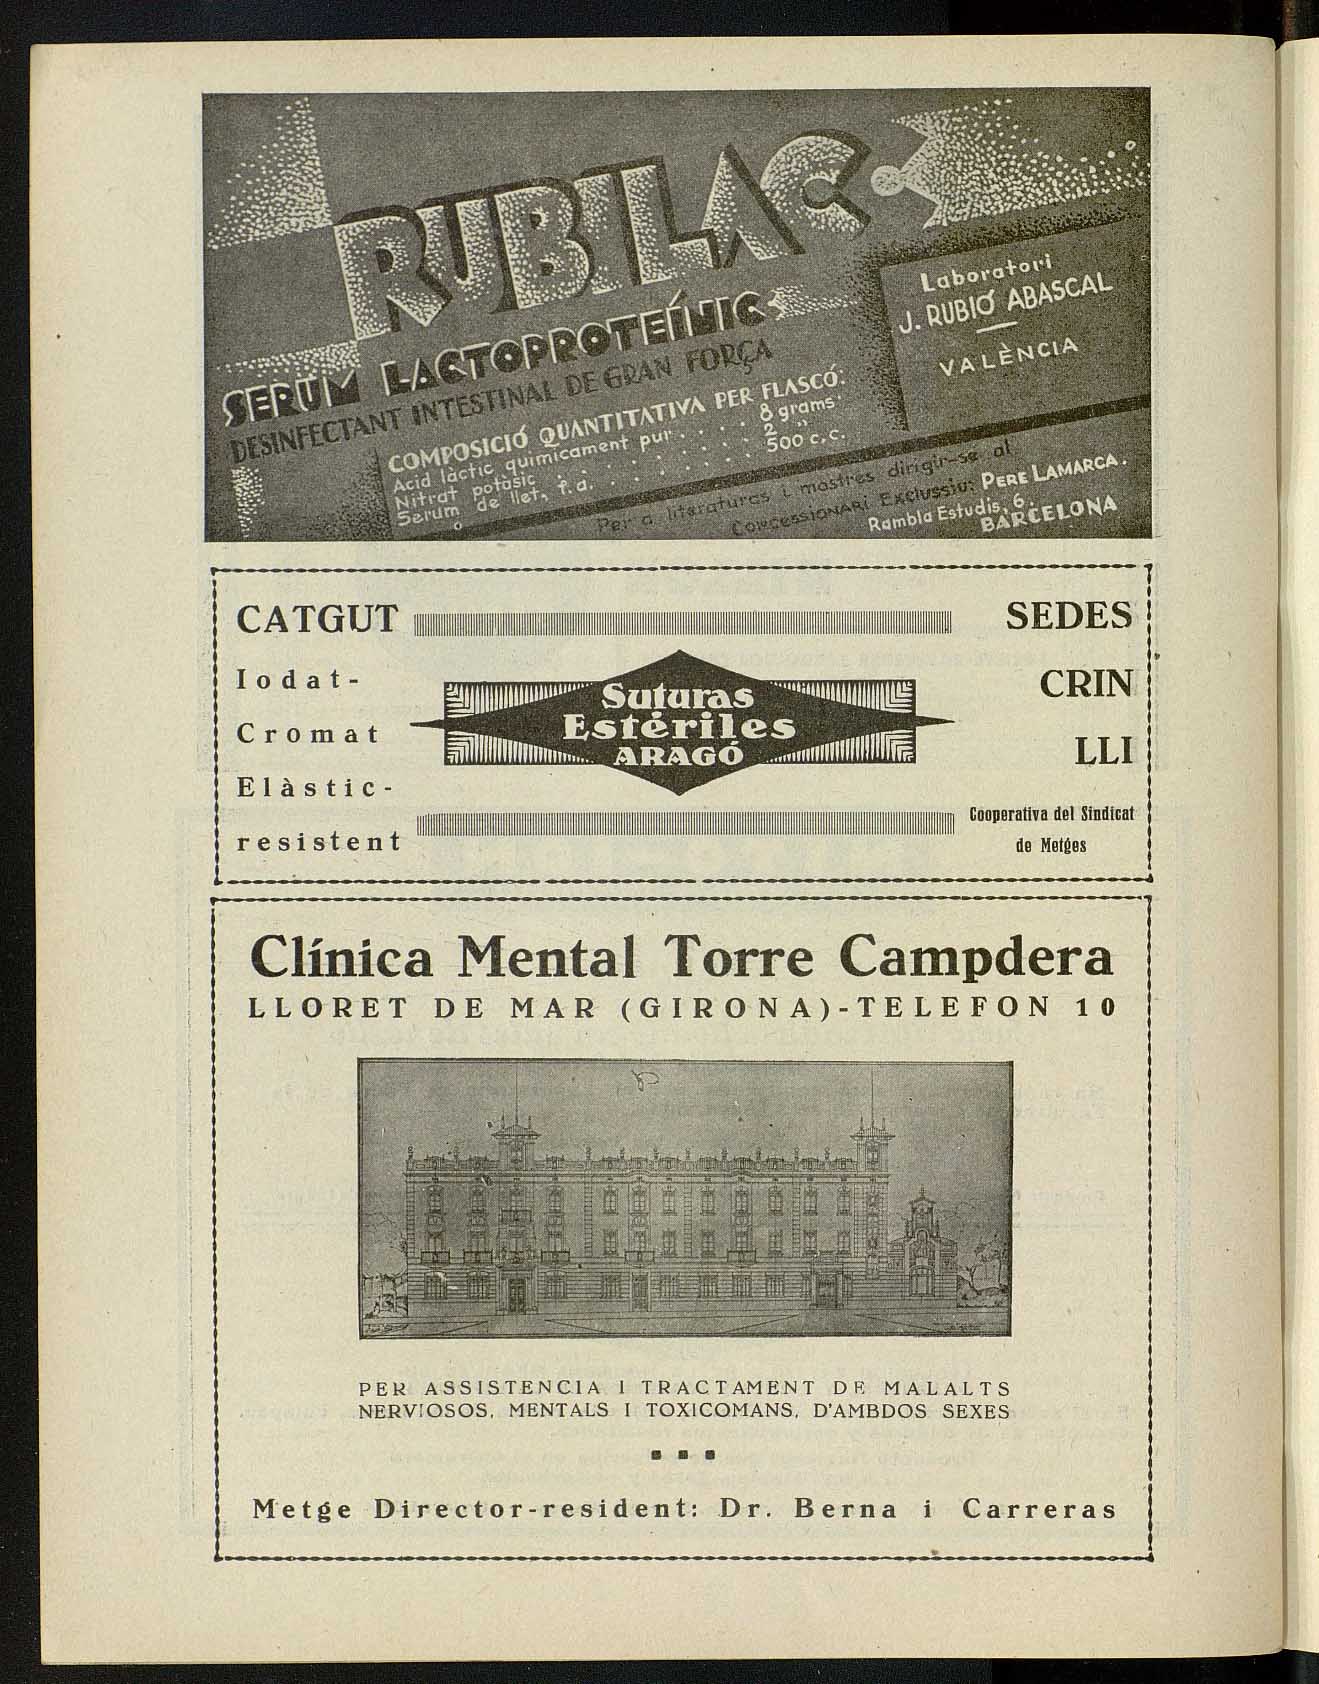 RUBILAC
SERUM LACTOPROTEÍNIC
DESINFECTANT INTESTINAL DE GRAN FORÇA
COMPOSICIÓ QUANTITATIVA PER FLASCÓ:
Acid làctic químicament pur . . . . 8 grams
Nitrat potàsic . . . . . . . . 2 "
Serum de llet, f. a. . . . . . . . . 500 c.c.
Laboratori
J. RUBIÓ ABASCAL
VALÈNCIA
Per a literatures i mostres dirigir-se al
CONCESSIONARI EXCLUSSIU: PERE LAMARCA.
Rambla Estudis, 6.
BARCELONA
CATGUT
Iodat-
Cromat
Elàstic-
resistent
Suturas
Estériles
ARAGÓ
SEDES
CRIN
LLI
Cooperativa del Sindicat
de Metges
Clínica Mental Torre Campdera
LLORET DE MAR (GIRONA)-TELEFON 10
PER ASSISTENCIA I TRACTAMENT DE MALALTS
NERVIOSOS, MENTALS I TOXICOMANS, D'AMBDOS SEXES
Metge Director-resident: Dr. Berna i Carreras